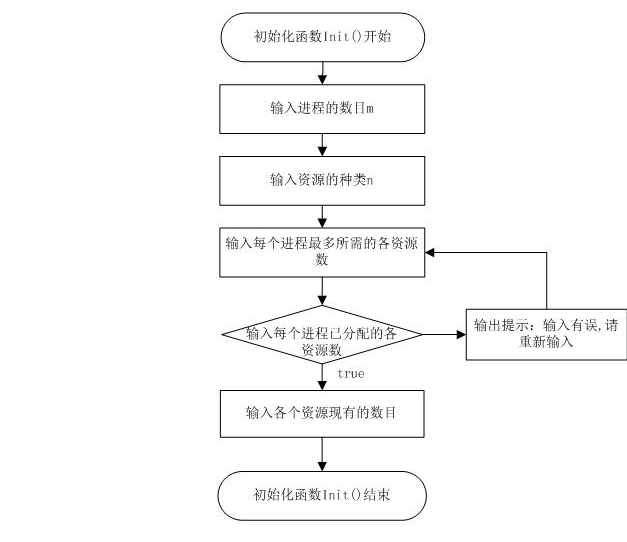 初始化函数Init()开始
输入进程的数目m
输入资源的种类n
输入每个进程最多所需的各资源
数
输入每个进程已分配的各
资源数
输出提示：输入有误,请
重新输入
true
输入各个资源现有的数目
初始化函数Init()结束